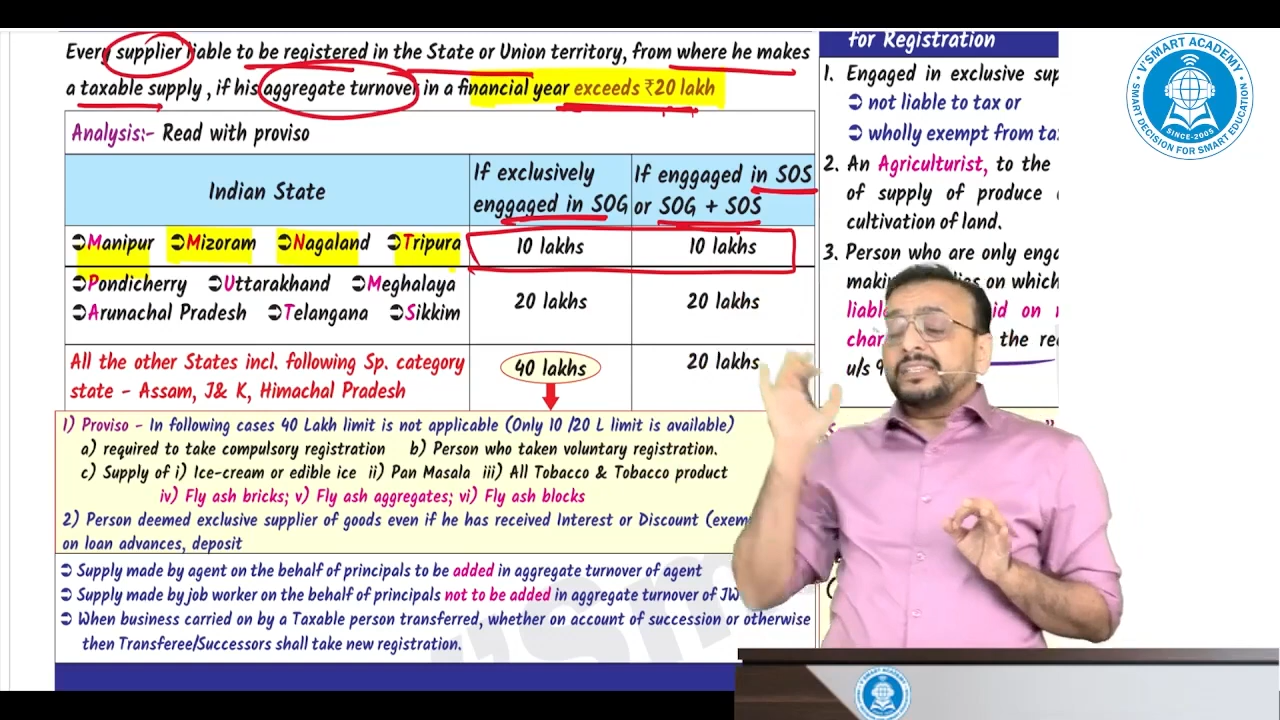 Every supplier liable to be registered in the State or Union territory, from where he makes
a taxable supply , if his aggregate turnover in a financial year exceeds ₹20 lakh
Analysis:- Read with proviso
Indian State
If exclusively
enggaged in SOG
If enggaged in SOS
or SOG + SOS
➲Manipur ➲Mizoram ➲Nagaland ➲Tripura
10 lakhs
10 lakhs
➲Pondicherry ➲Uttarakhand ➲Meghalaya
➲Arunachal Pradesh ➲Telangana ➲Sikkim
20 lakhs
20 lakhs
All the other States incl. following Sp. category
state - Assam, J& K, Himachal Pradesh
40 lakhs
20 lakhs
1) Proviso - In following cases 40 Lakh limit is not applicable (Only 10 /20 L limit is available)
a) required to take compulsory registration b) Person who taken voluntary registration.
c) Supply of i) Ice-cream or edible ice ii) Pan Masala iii) All Tobacco & Tobacco product
iv) Fly ash bricks; v) Fly ash aggregates; vi) Fly ash blocks
2) Person deemed exclusive supplier of goods even if he has received Interest or Discount
on loan advances, deposit
➲ Supply made by agent on the behalf of principals to be added in aggregate turnover of agent
➲ Supply made by job worker on the behalf of principals not to be added in aggregate turnover of JW
➲ When business carried on by a Taxable person transferred, whether on account of succession or otherwise
then Transferee/Successors shall take new registration.
for Registration
1. Engaged in exclusive
➲ not liable to tax or
➲ wholly exempt from
2. An Agriculturist, to the
of supply of produce
cultivation of land.
3. Person who are only
on which
the
u/s
V'SMART ACADEMY
SINCE-2005
SMART DECISION FOR SMART EDUCATION